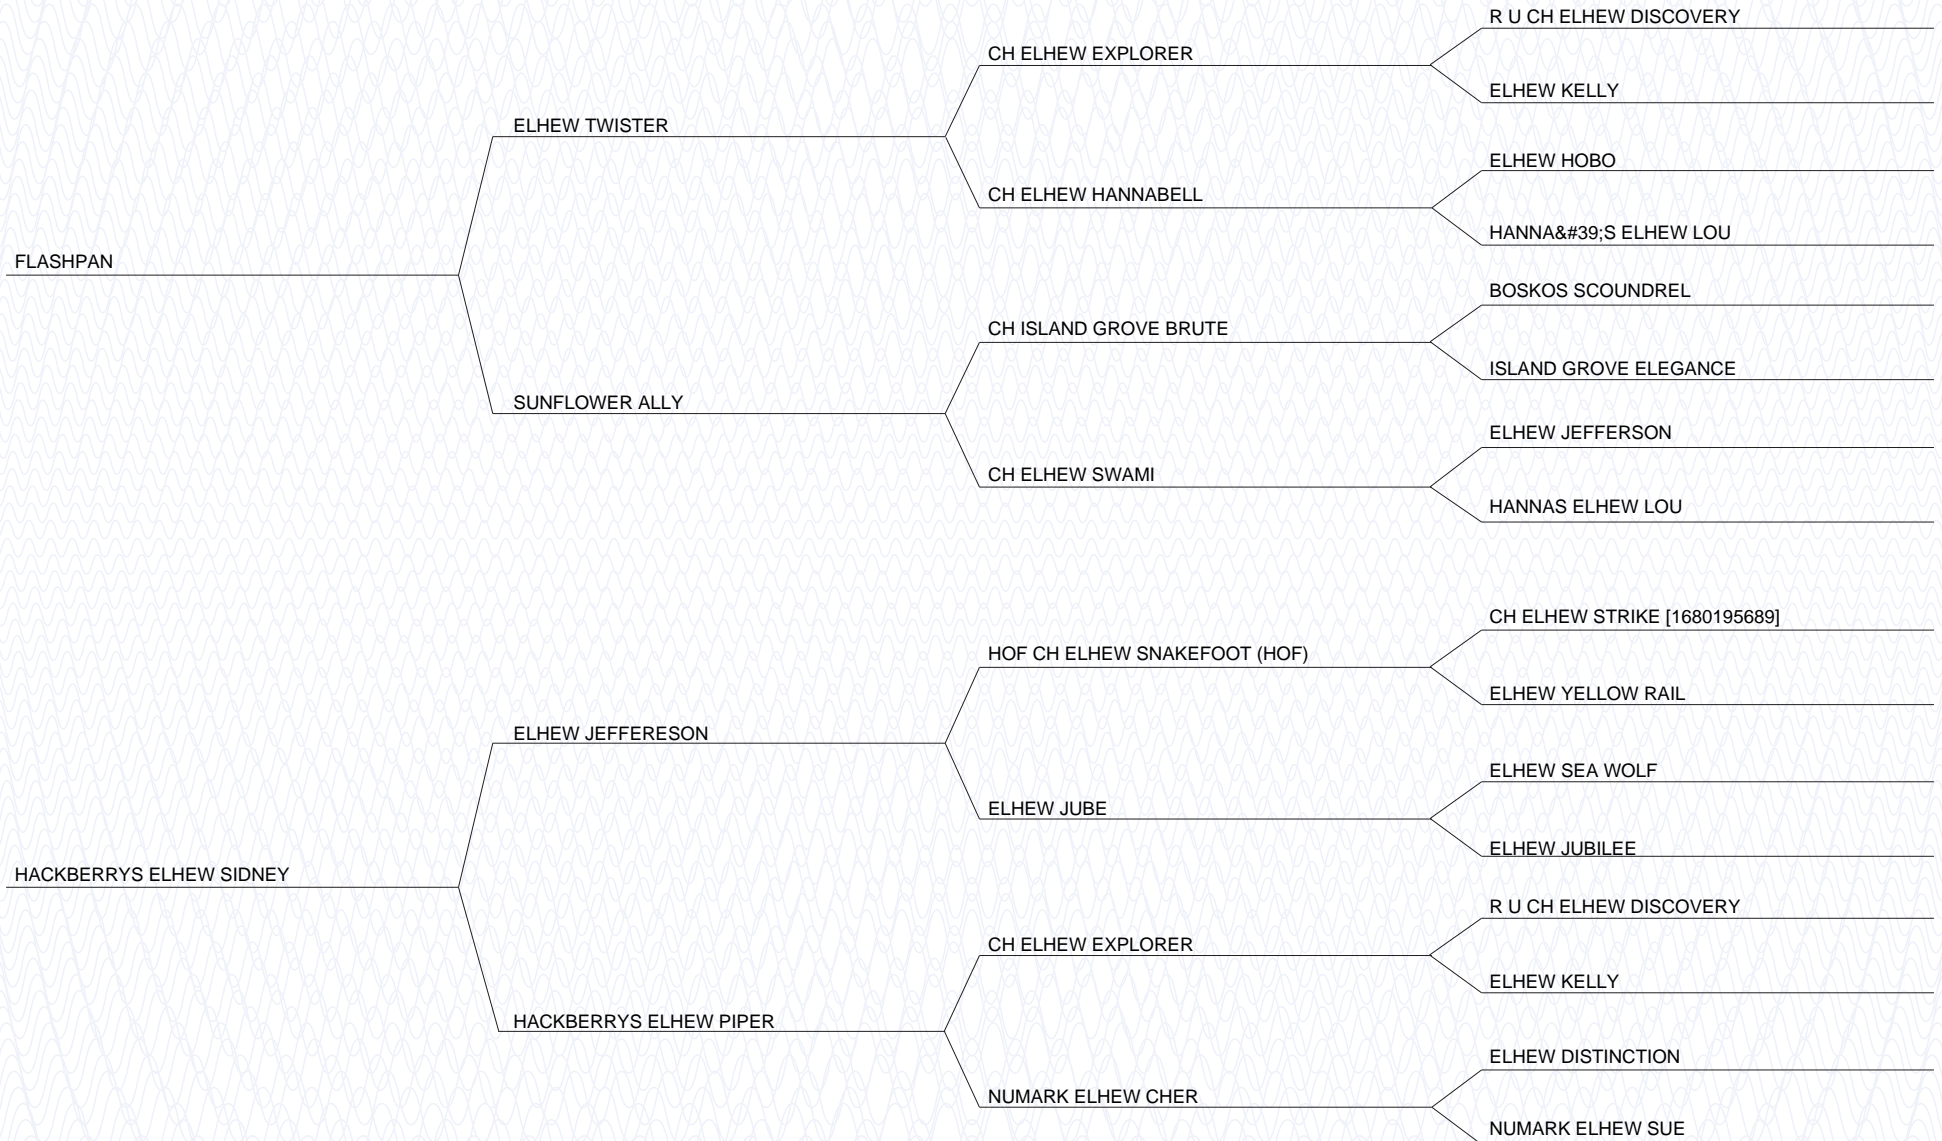 R U CH ELHEW DISCOVERY
CH ELHEW EXPLORER
ELHEW KELLY
ELHEW TWISTER
ELHEW HOBO
CH ELHEW HANNABELL
HANNA&#39;S ELHEW LOU
FLASHPAN
BOSKOS SCOUNDREL
CH ISLAND GROVE BRUTE
ISLAND GROVE ELEGANCE
SUNFLOWER ALLY
ELHEW JEFFERSON
CH ELHEW SWAMI
HANNAS ELHEW LOU
CH ELHEW STRIKE [1680195689]
HOF CH ELHEW SNAKEFOOT (HOF)
ELHEW YELLOW RAIL
ELHEW JEFFERESON
ELHEW SEA WOLF
ELHEW JUBE
ELHEW JUBILEE
HACKBERRYS ELHEW SIDNEY
R U CH ELHEW DISCOVERY
CH ELHEW EXPLORER
ELHEW KELLY
HACKBERRYS ELHEW PIPER
ELHEW DISTINCTION
NUMARK ELHEW CHER
NUMARK ELHEW SUE